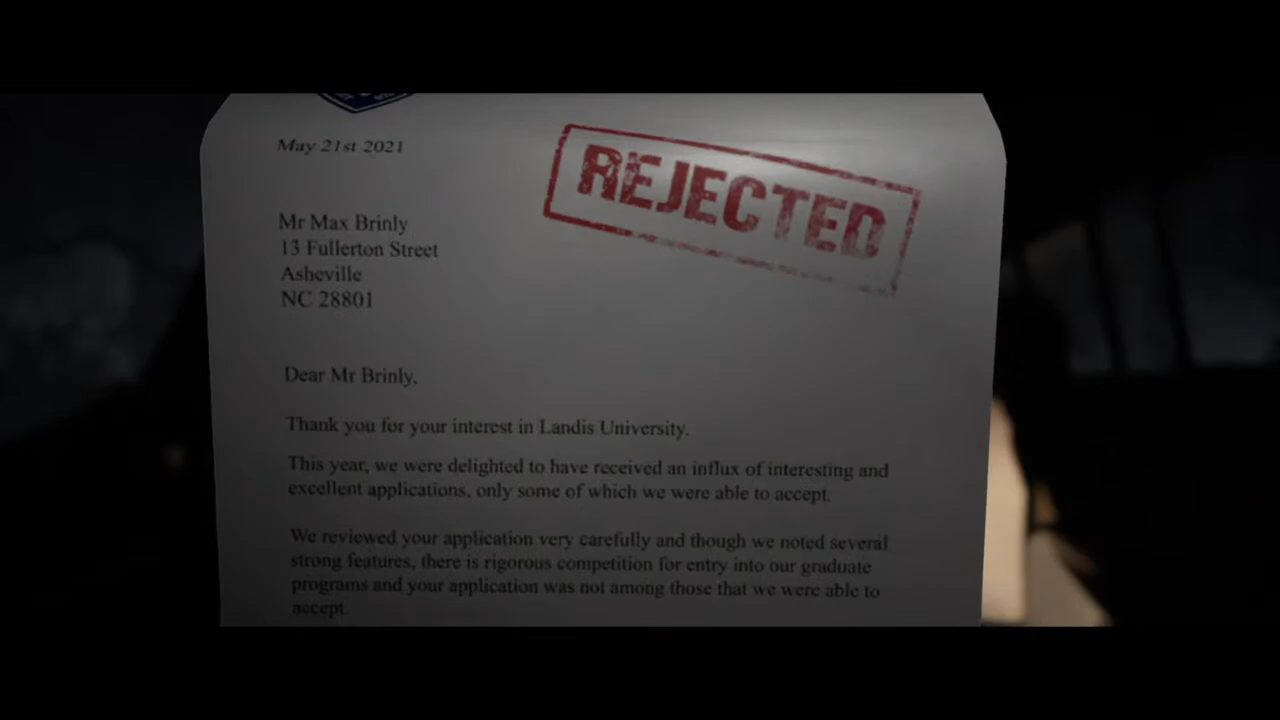 May 21st 2021
REJECTED
Mr Max Brinly
13 Fullerton Street
Asheville
NC 28801
Dear Mr Brinly,
Thank you for your interest in Landis University.
This year, we were delighted to have received an influx of interesting and
excellent applications, only some of which we were able to accept.
We reviewed your application very carefully and though we noted several
strong features, there is rigorous competition for entry into our graduate
programs and your application was not among those that we were able to
accept.